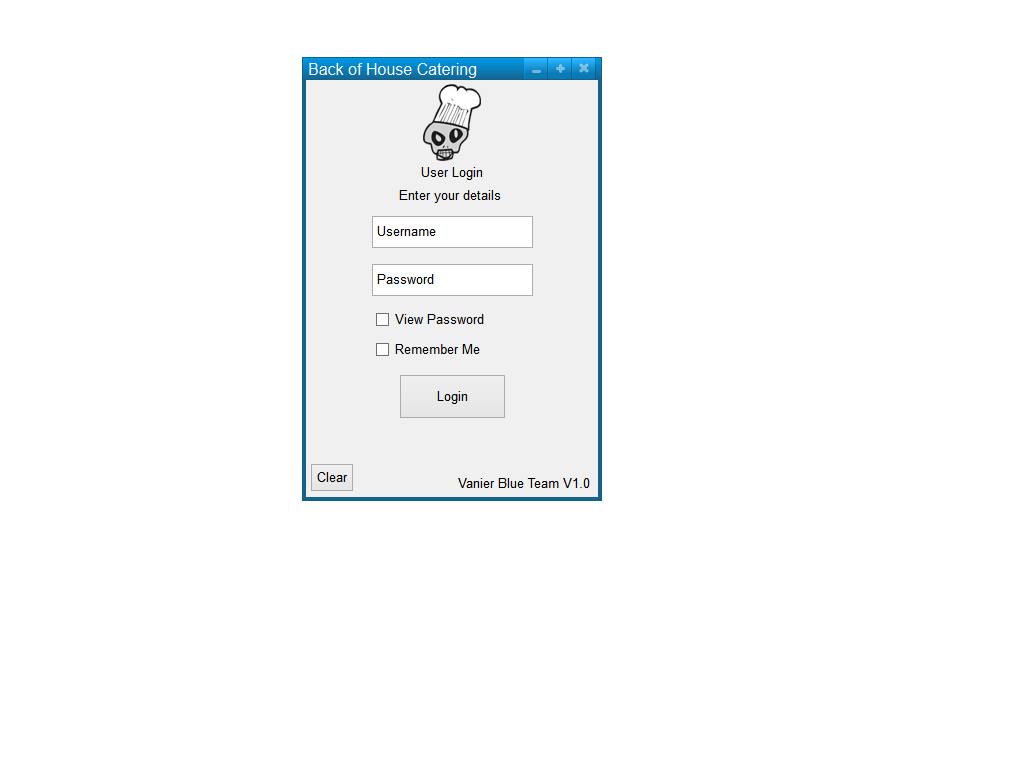 Back of House Catering
User Login
Enter your details
Username
Password
View Password
Remember Me
Login
Clear
Vanier Blue Team V1.0